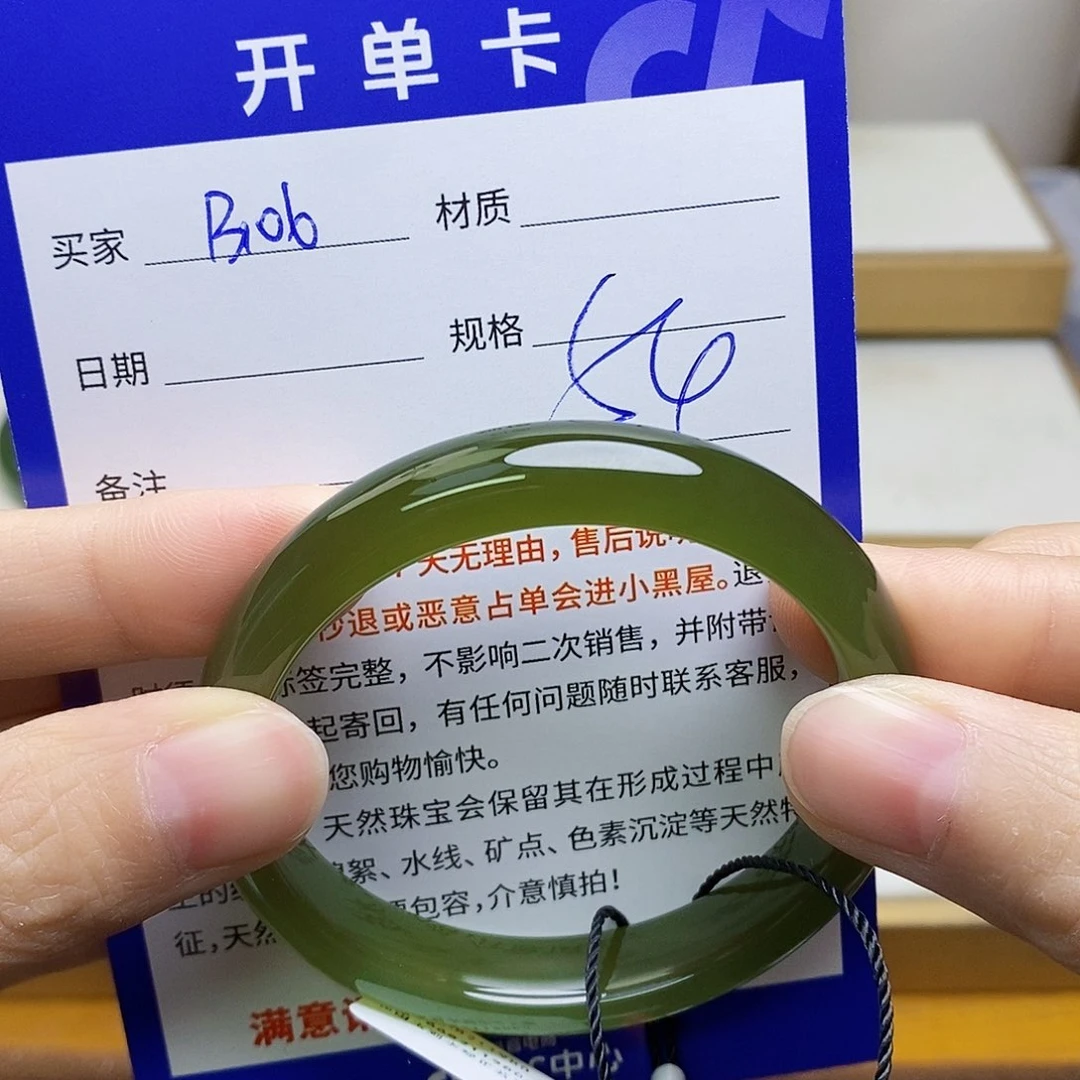 开单卡
买家 Bob 材质
日期 规格 56
备注
天无理由，售后说
秒退或恶意占单会进小黑屋。退
标签完整，不影响二次销售，并附带
起寄回，有任何问题随时联系客服，
您购物愉快。
天然珠宝会保留其在形成过程中
棉絮、水线、矿点、色素沉淀等天然特
包容，介意慎拍！
征，天然
满意
中心